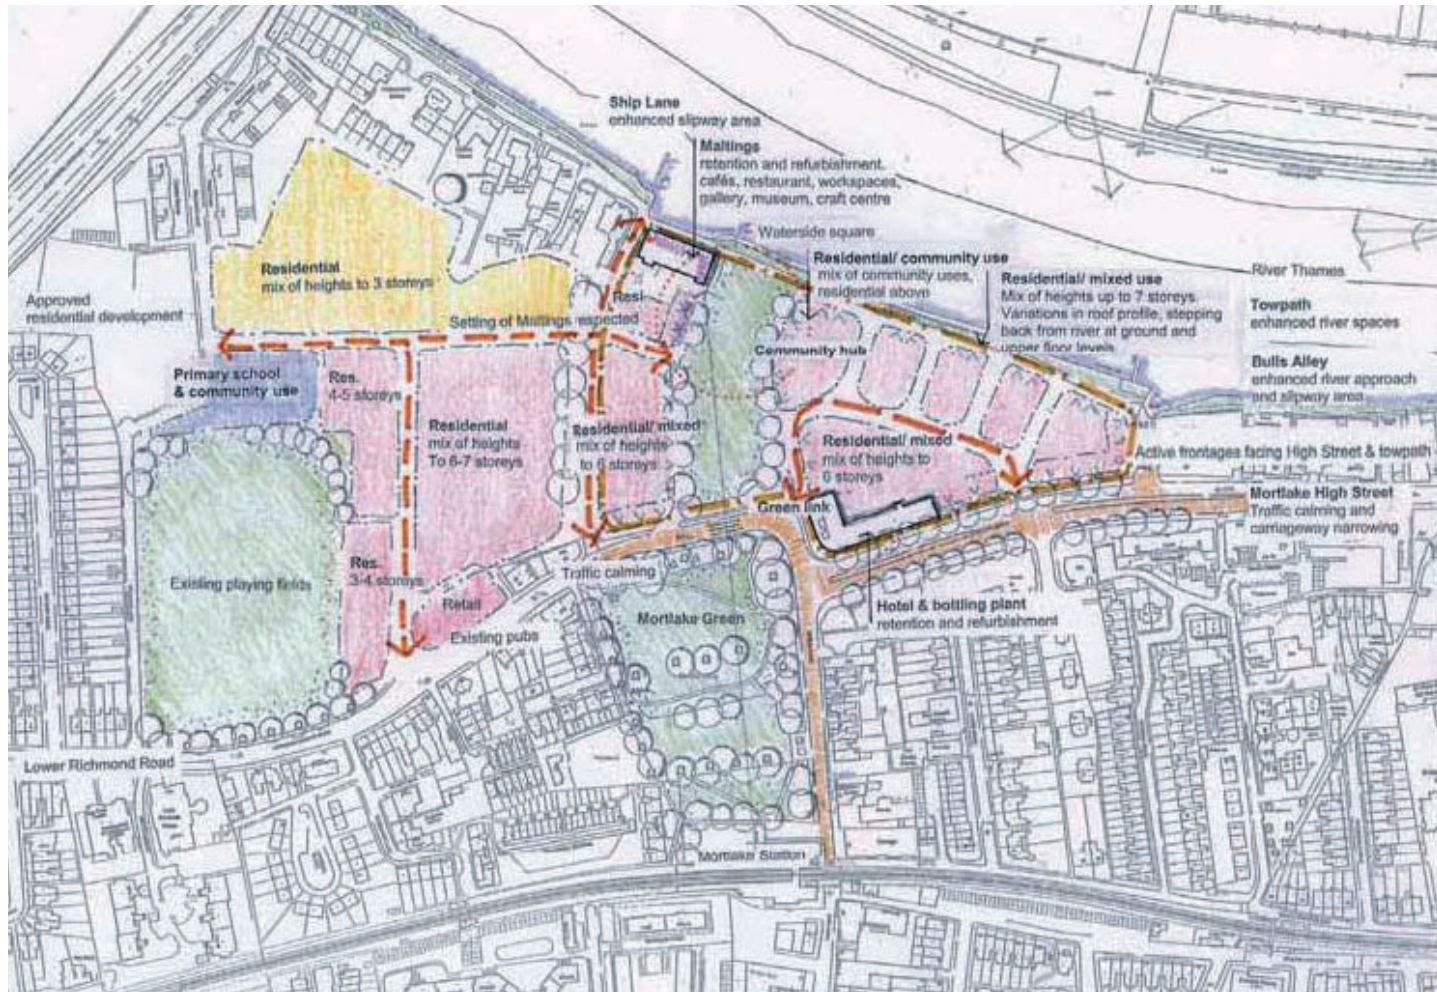 Ship Lane
enhanced slipway area
Maltings
retention and refurbishment.
cafés, restaurant, workspaces,
gallery, museum, craft centre
Waterside square
Residential/ community use
mix of community uses,
residential above
Residential/ mixed use
Mix of heights up to 7 storeys.
Variations in roof profile, stepping
back from river at ground and
upper floor levels
River Thames
Towpath
enhanced river spaces
Bulls Alley
enhanced river approach
and slipway area
Residential
mix of heights to 3 storeys
Approved
residential development
Resi
Setting of Maltings respected
Community hub
Primary school
& community use
Res.
4-5 storeys
Residential
mix of heights
To 6-7 storeys
Residential/ mixed
mix of heights
to 6 storeys
Residential/ mixed
mix of heights to
6 storeys
Active frontages facing High Street & towpath
Mortlake High Street
Traffic calming and
carriageway narrowing
Green link
Existing playing fields
Res.
3-4 storeys
Traffic calming
Retail
Existing pubs
Mortlake Green
Hotel & bottling plant
retention and refurbishment
Lower Richmond Road
Mortlake Station